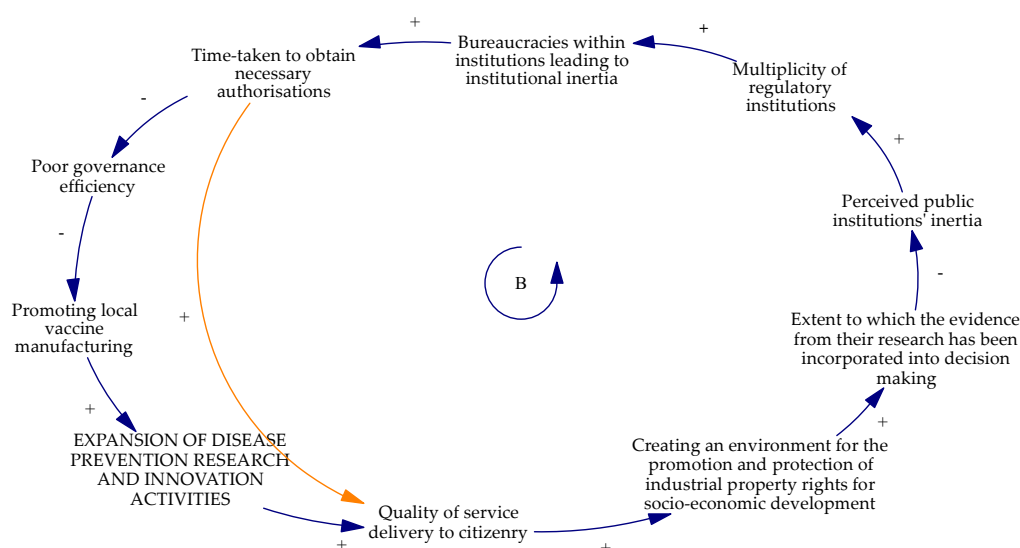 +
Bureaucracies within
institutions leading to
institutional inertia
+
Time-taken to obtain
necessary
authorisations
Multiplicity of
regulatory
institutions
-
+
Poor governance
efficiency
Perceived public
institutions' inertia
-
-
B
Promoting local
vaccine
manufacturing
+
Extent to which the evidence
from their research has been
incorporated into decision
making
+
+
EXPANSION OF DISEASE
PREVENTION RESEARCH
AND INNOVATION
ACTIVITIES
Creating an environment for the
promotion and protection of
industrial property rights for
socio-economic development
Quality of service
delivery to citizenry
+
+